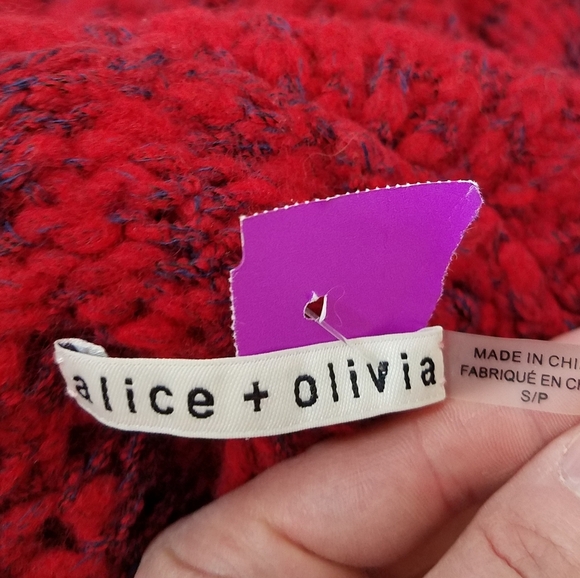 alice + olivia
MADE IN CHI
FABRIQUÉ EN CH
S/P